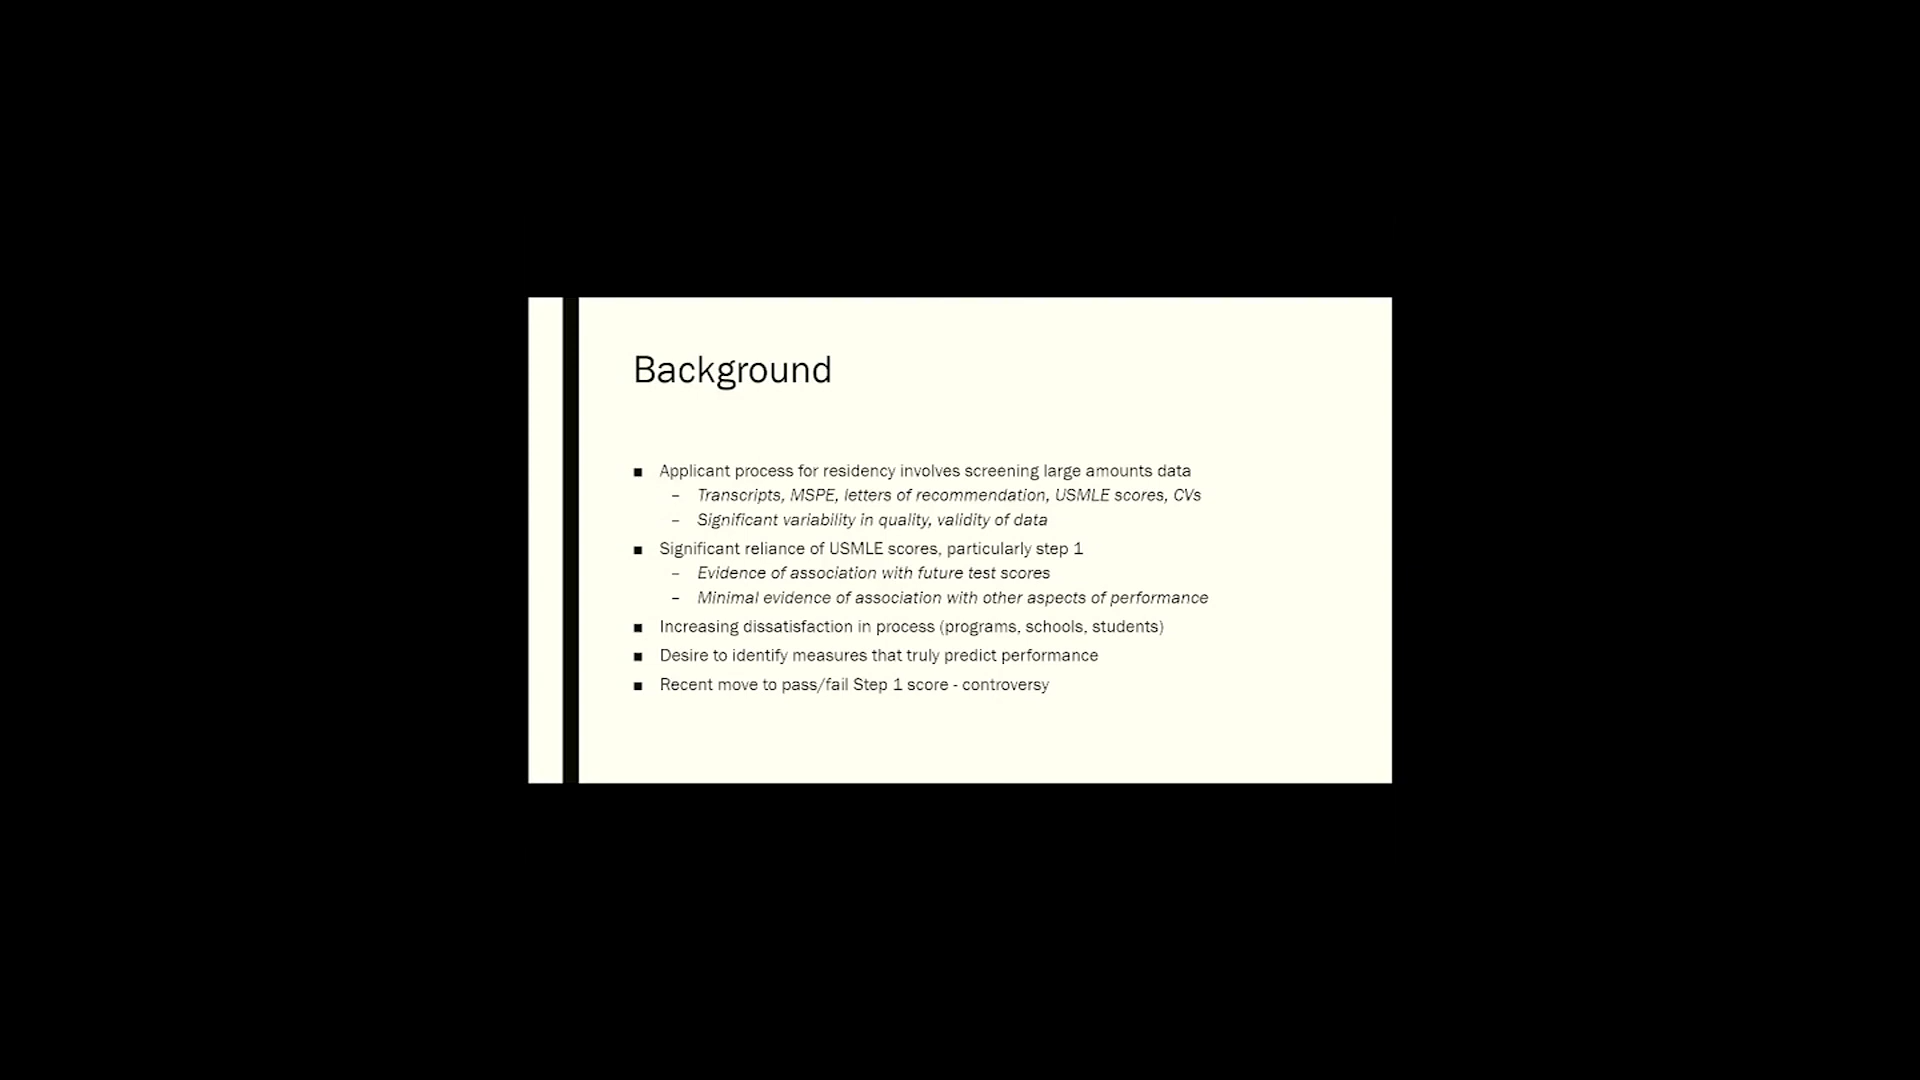 Background
■ Applicant process for residency involves screening large amounts data
– Transcripts, MSPE, letters of recommendation, USMLE scores, CVs
– Significant variability in quality, validity of data
■ Significant reliance of USMLE scores, particularly step 1
– Evidence of association with future test scores
– Minimal evidence of association with other aspects of performance
■ Increasing dissatisfaction in process (programs, schools, students)
■ Desire to identify measures that truly predict performance
■ Recent move to pass/fail Step 1 score - controversy